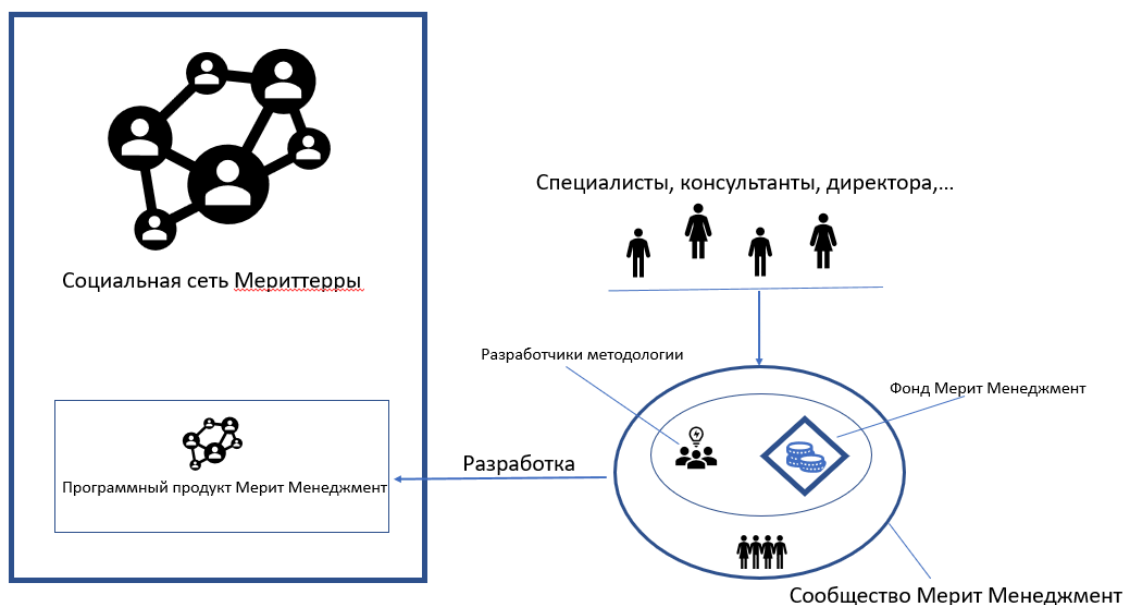 Социальная сеть Мериттерры
Программный продукт Мерит Менеджмент
Специалисты, консультанты, директора,...
Разработчики методологии
Фонд Мерит Менеджмент
Разработка
Сообщество Мерит Менеджмент